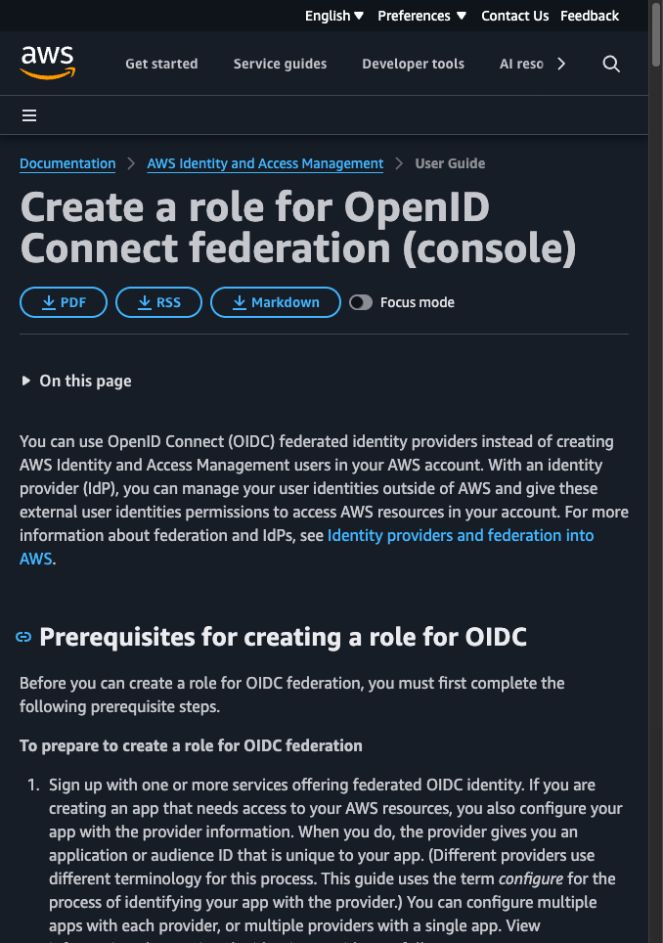 English ▼ Preferences ▼ Contact Us Feedback
aws
Get started Service guides Developer tools AI reso
Documentation > AWS Identity and Access Management > User Guide
Create a role for OpenID
Connect federation (console)
PDF RSS Markdown Focus mode
▶ On this page
You can use OpenID Connect (OIDC) federated identity providers instead of creating
AWS Identity and Access Management users in your AWS account. With an identity
provider (IdP), you can manage your user identities outside of AWS and give these
external user identities permissions to access AWS resources in your account. For more
information about federation and IdPs, see Identity providers and federation into
AWS.
Prerequisites for creating a role for OIDC
Before you can create a role for OIDC federation, you must first complete the
following prerequisite steps.
To prepare to create a role for OIDC federation
1. Sign up with one or more services offering federated OIDC identity. If you are
creating an app that needs access to your AWS resources, you also configure your
app with the provider information. When you do, the provider gives you an
application or audience ID that is unique to your app. (Different providers use
different terminology for this process. This guide uses the term configure for the
process of identifying your app with the provider.) You can configure multiple
apps with each provider, or multiple providers with a single app. View